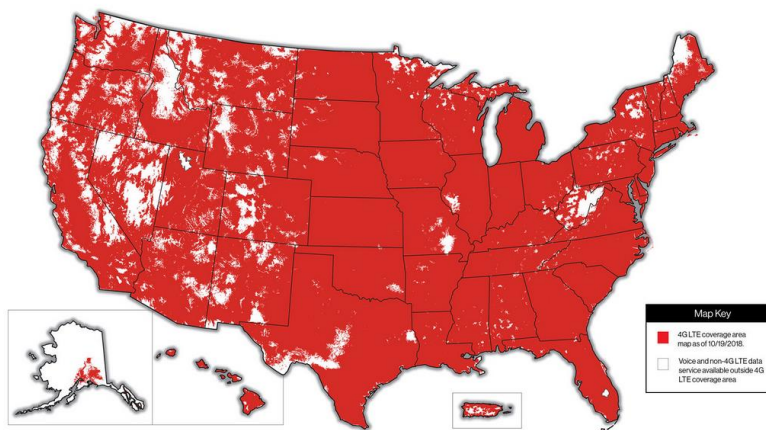 Map Key
4G LTE coverage area
map as of 10/19/2018.
Voice and non-4G LTE data
service available outside 4G
LTE coverage area